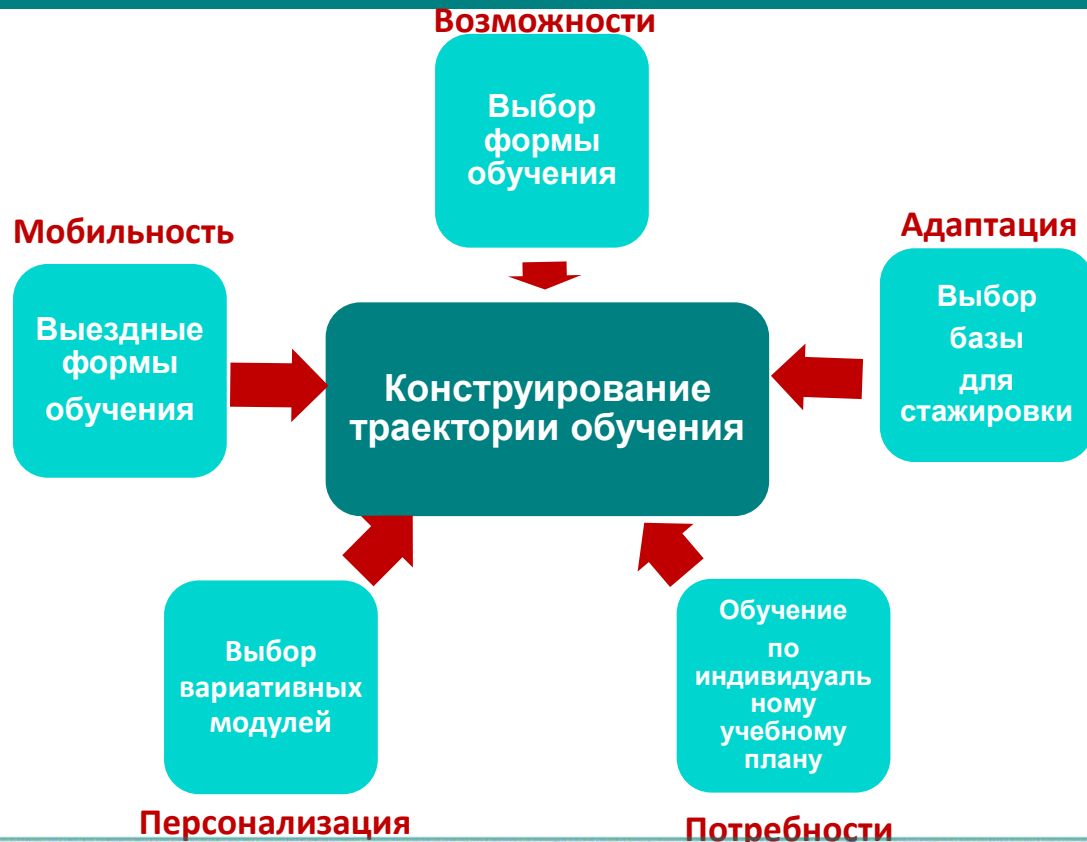 Возможности
Выбор
формы
обучения
Мобильность
Выездные
формы
обучения
Адаптация
Выбор
базы
для
стажировки
Конструирование
траектории обучения
Выбор
вариативных
модулей
Персонализация
Обучение
по
индивидуаль
ному
учебному
плану
Потребности